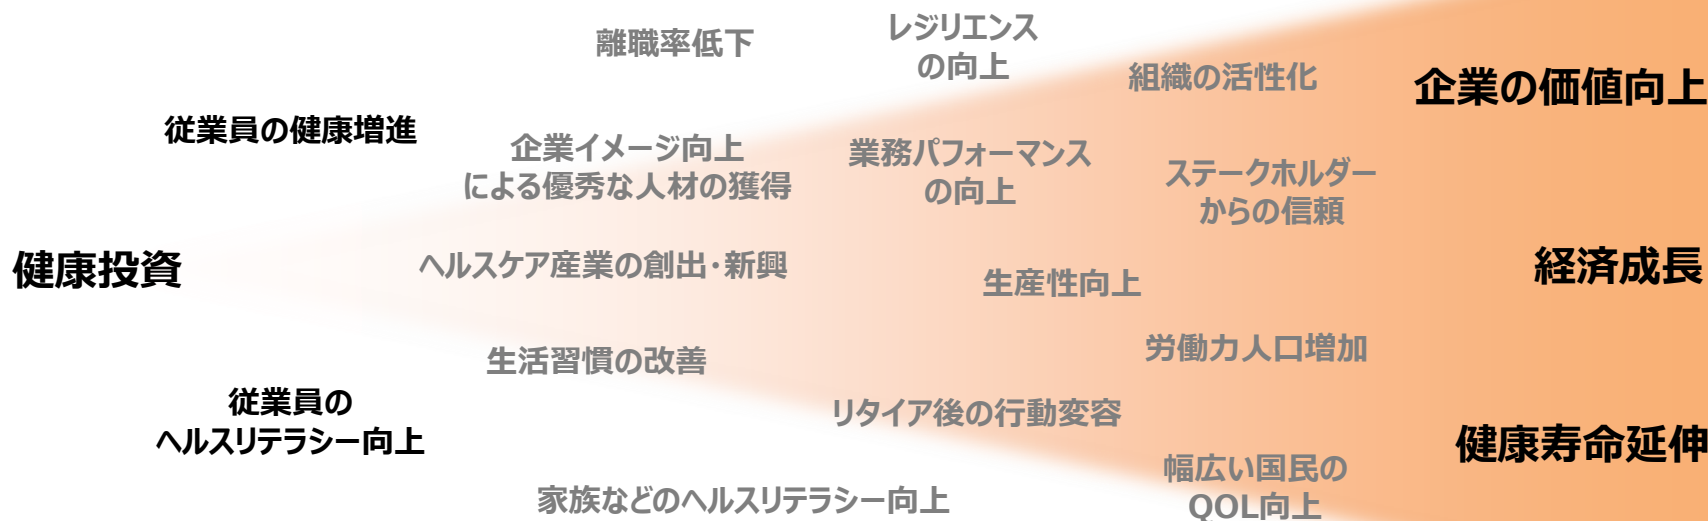 離職率低下
レジリエンス
の向上
組織の活性化
企業の価値向上
従業員の健康増進
企業イメージ向上
による優秀な人材の獲得
業務パフォーマンス
の向上
ステークホルダー
からの信頼
健康投資
ヘルスケア産業の創出・新興
生産性向上
経済成長
生活習慣の改善
労働力人口増加
従業員の
ヘルスリテラシー向上
リタイア後の行動変容
健康寿命延伸
家族などのヘルスリテラシー向上
幅広い国民の
QOL向上